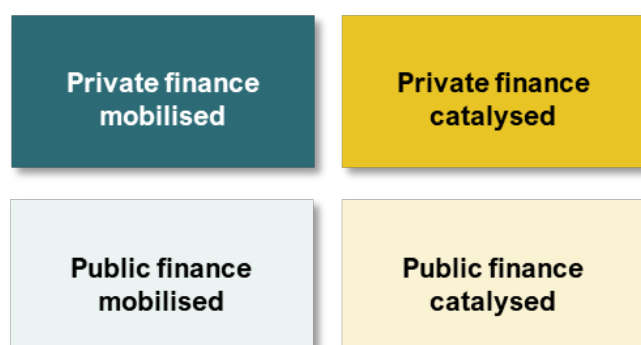 Private finance
mobilised
Private finance
catalysed
Public finance
mobilised
Public finance
catalysed